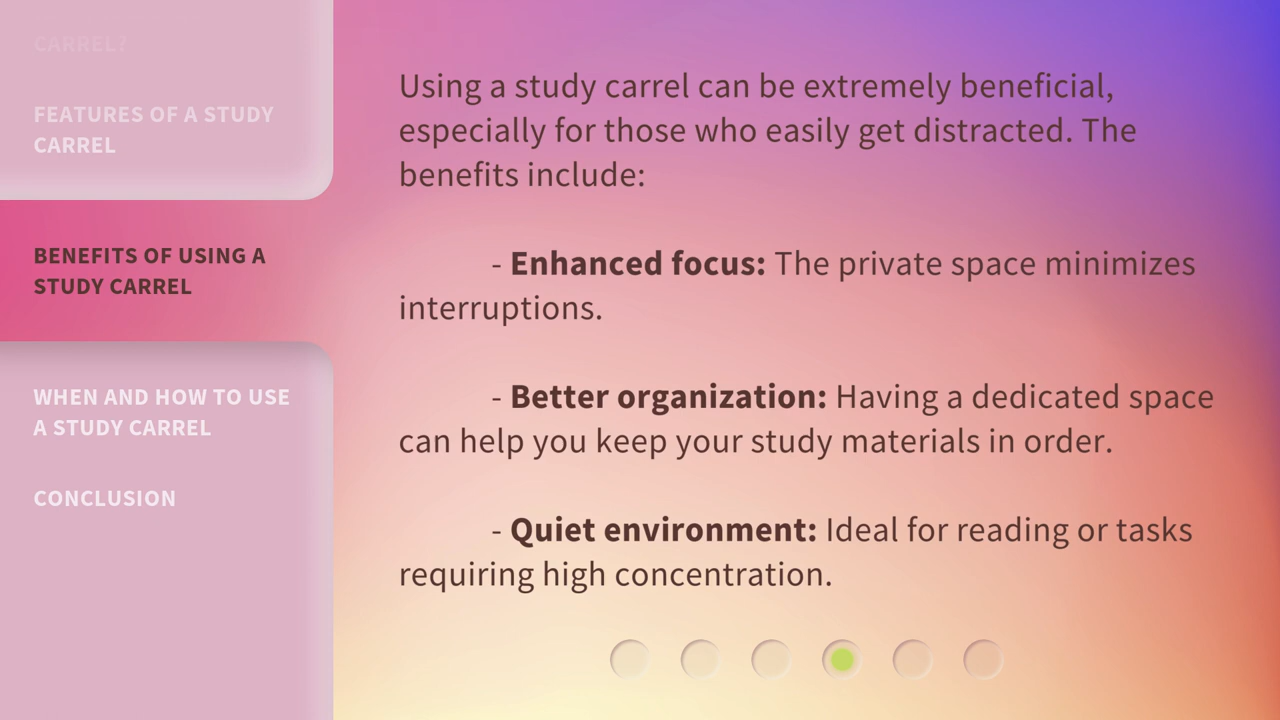 CARREL?
FEATURES OF A STUDY
CARREL
BENEFITS OF USING A
STUDY CARREL
WHEN AND HOW TO USE
A STUDY CARREL
CONCLUSION
Using a study carrel can be extremely beneficial,
especially for those who easily get distracted. The
benefits include:
- Enhanced focus: The private space minimizes
interruptions.
- Better organization: Having a dedicated space
can help you keep your study materials in order.
- Quiet environment: Ideal for reading or tasks
requiring high concentration.